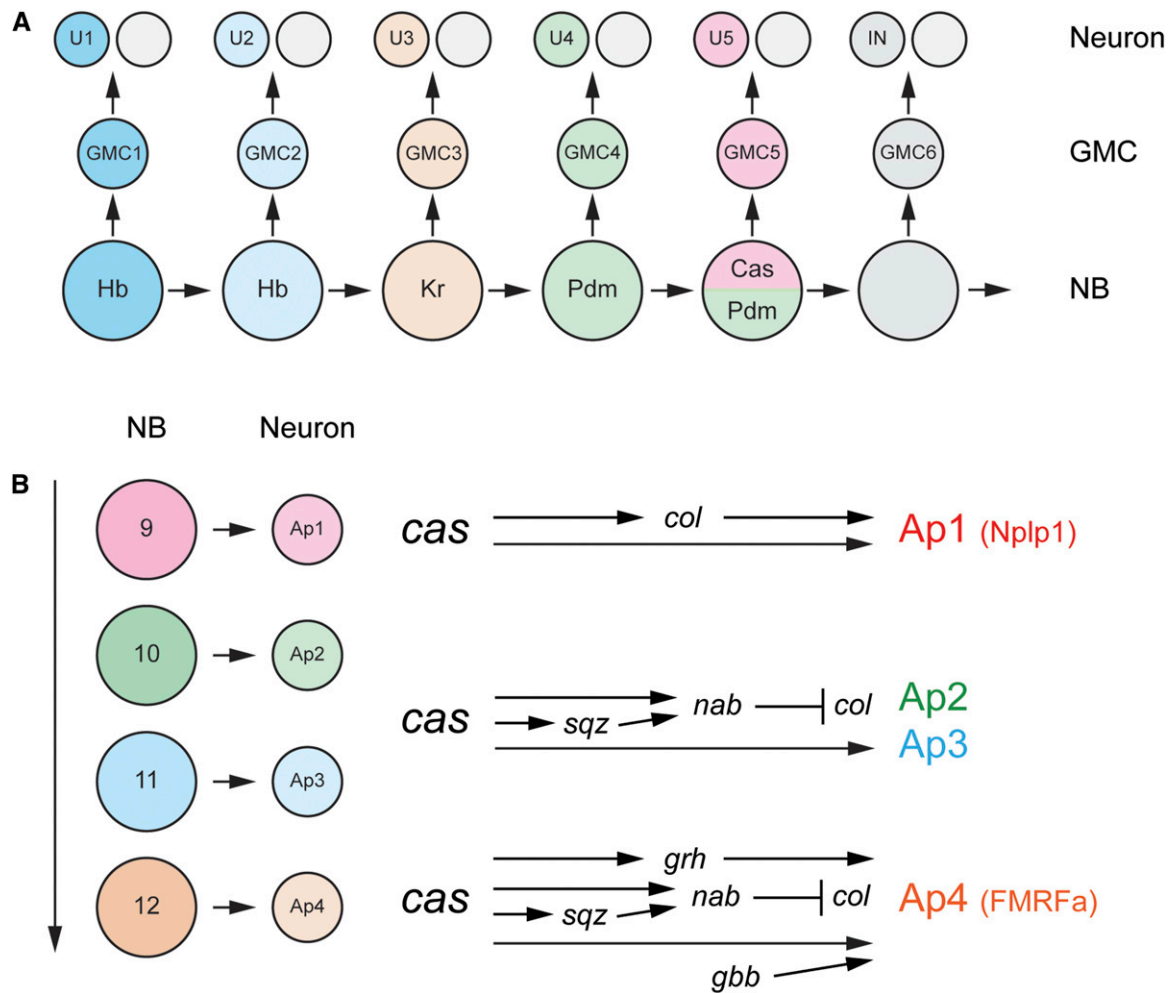 A
U1 U2 U3 U4 U5 IN Neuron
GMC1 GMC2 GMC3 GMC4 GMC5 GMC6 GMC
Hb Hb Kr Pdm Cas Pdm NB
NB Neuron
B
9 Ap1 cas col Ap1 (Nplp1)
10 Ap2
cas sqz nab col Ap2
Ap3
11 Ap3
12 Ap4 cas grh
sqz nab col Ap4 (FMRFa)
gbb